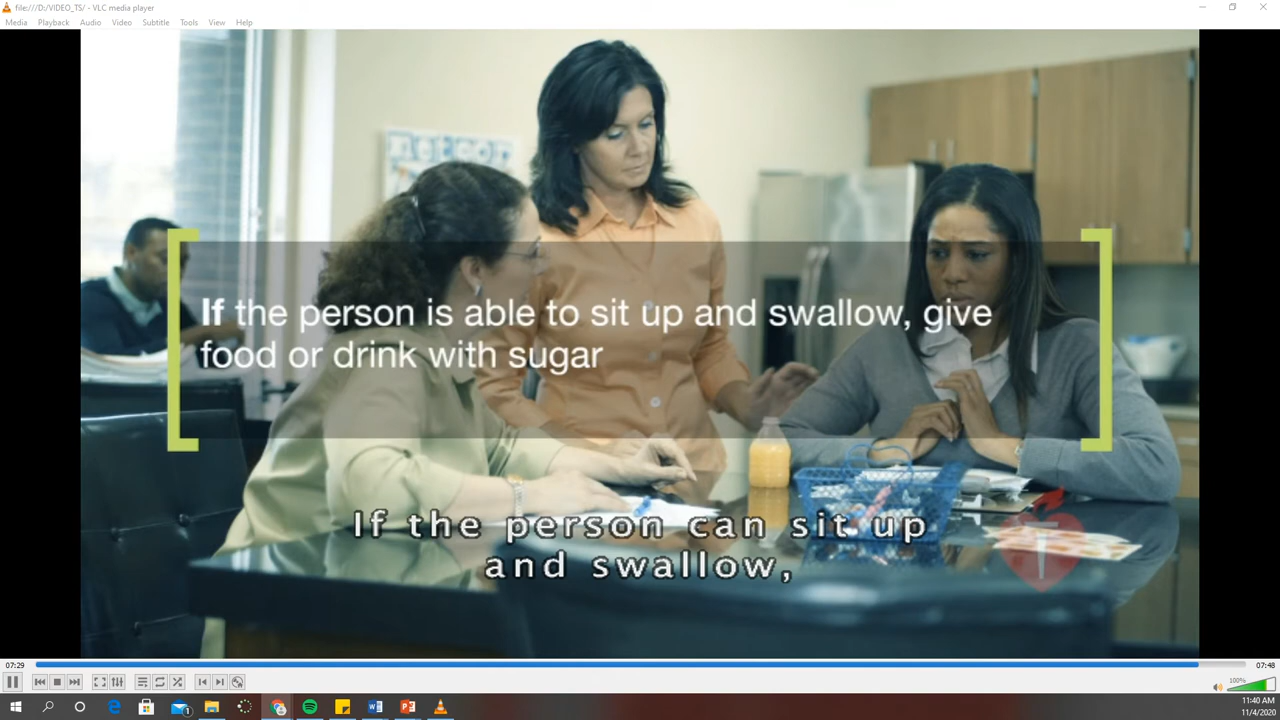 file:///D:/VIDEO_TS/ - VLC media player
Media Playback Audio Video Subtitle Tools View Help
If the person is able to sit up and swallow, give
food or drink with sugar
If the person can sit up
and swallow,
07:29
07:48
100%
1
11:40 AM
11/4/2020